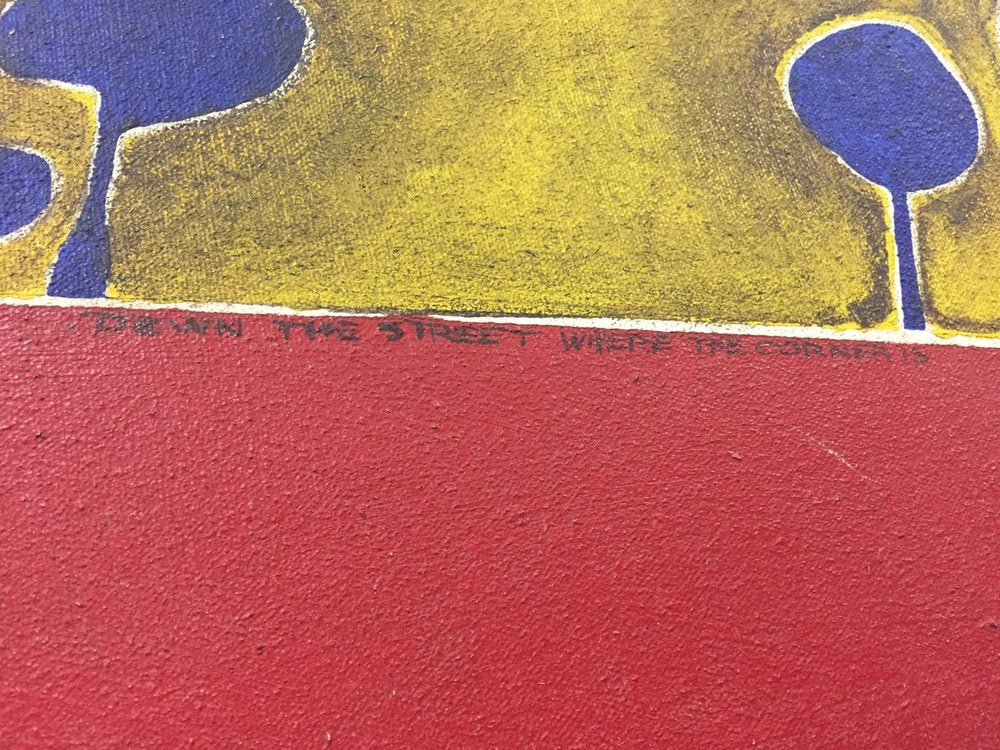 "DOWN THE STREET WHERE THE CORNER IS